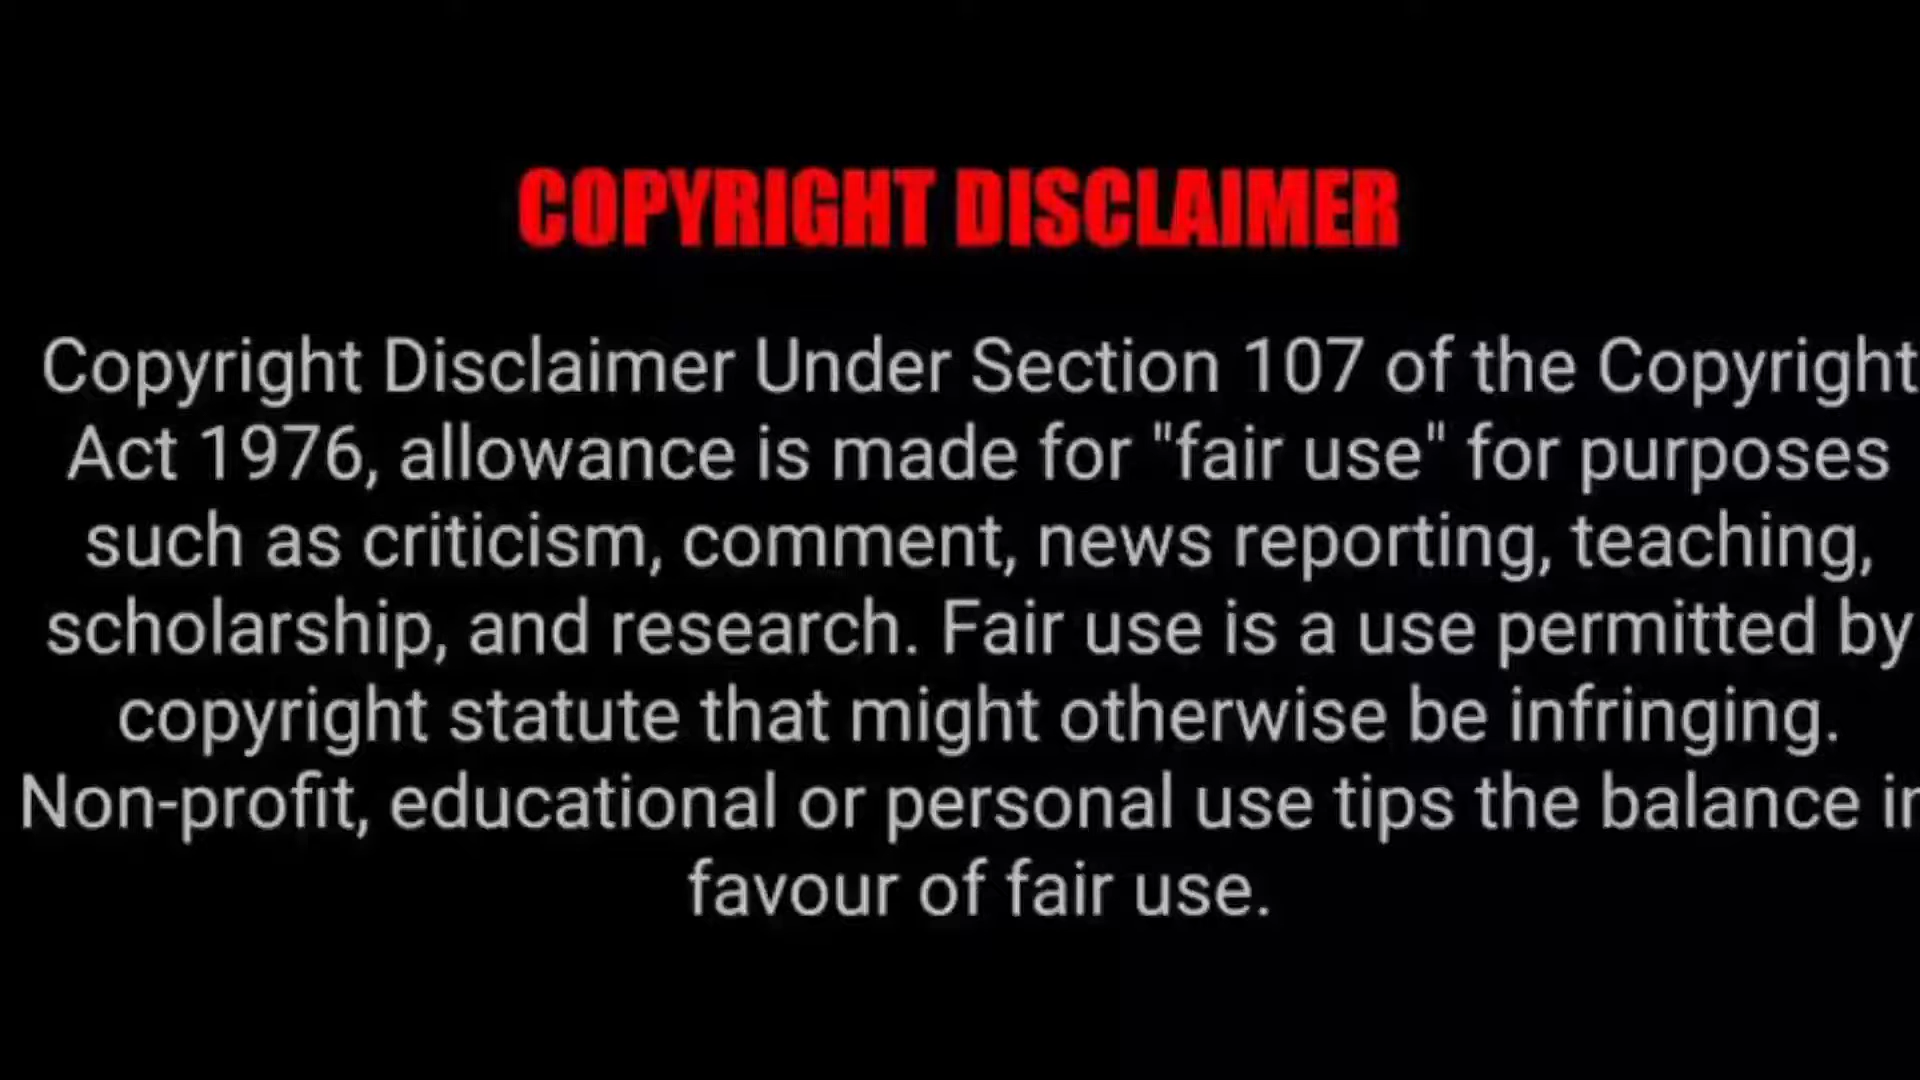 COPYRIGHT DISCLAIMER
Copyright Disclaimer Under Section 107 of the Copyright
Act 1976, allowance is made for "fair use" for purposes
such as criticism, comment, news reporting, teaching,
scholarship, and research. Fair use is a use permitted by
copyright statute that might otherwise be infringing.
Non-profit, educational or personal use tips the balance in
favour of fair use.